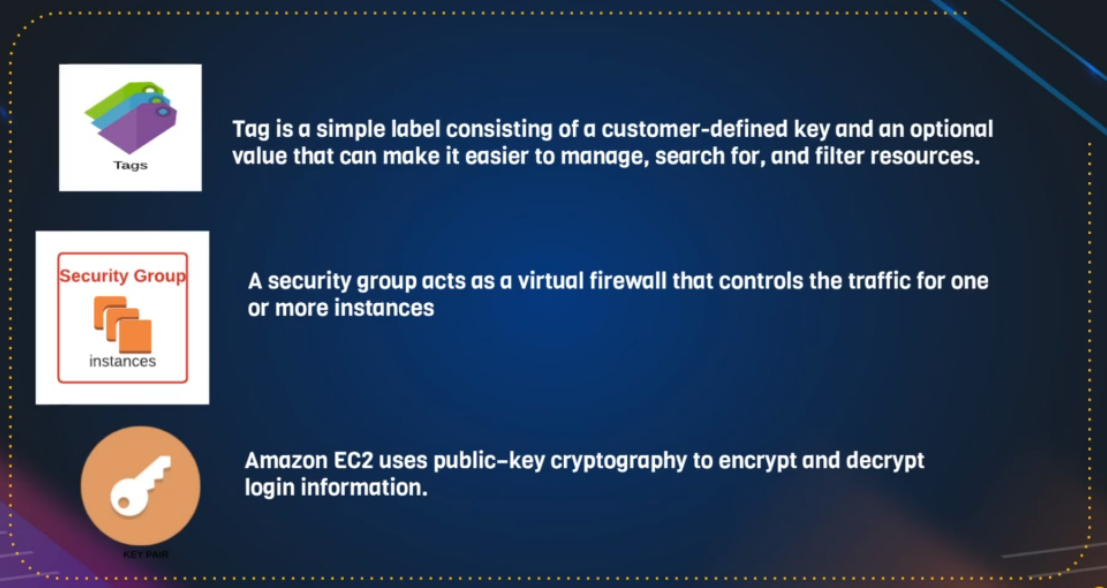 Tags
Tag is a simple label consisting of a customer-defined key and an optional
value that can make it easier to manage, search for, and filter resources.
Security Group
instances
A security group acts as a virtual firewall that controls the traffic for one
or more instances
KEY PAIR
Amazon EC2 uses public-key cryptography to encrypt and decrypt
login information.